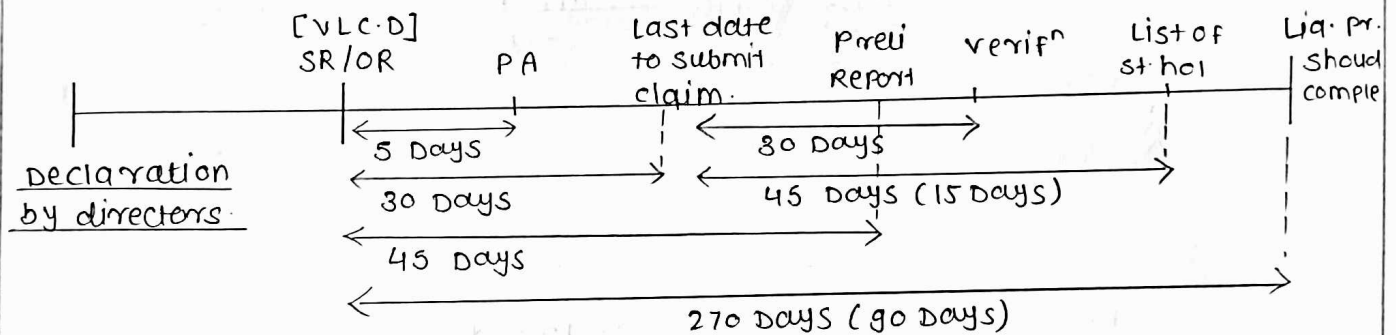 [VLC.D]
SR/OR
PA
Last date
to submit
claim.
Preli
Report
Verifⁿ
List of
st. hol
Liq. Pr.
Shoud
comple
5 Days
30 Days
30 Days
45 Days (15 Days)
45 Days
270 Days (90 Days)
Declaration
by directors.